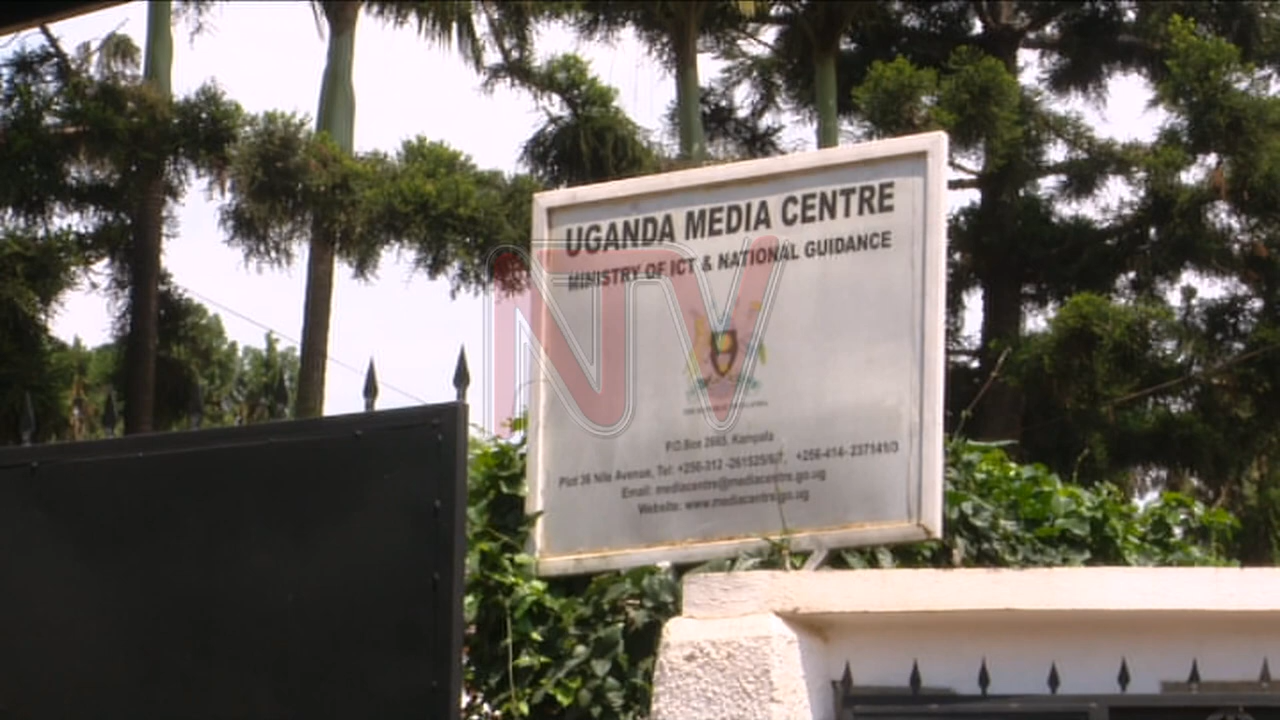 UGANDA MEDIA CENTRE
MINISTRY OF ICT & NATIONAL GUIDANCE
NTV
P.O.Box 2665, Kampala
Plot 36 Nile Avenue, Tel: +256-312 -261525/6/7, +256-414- 237141/3
Email: mediacentre@mediacentre.go.ug
Website: www.mediacentre.go.ug